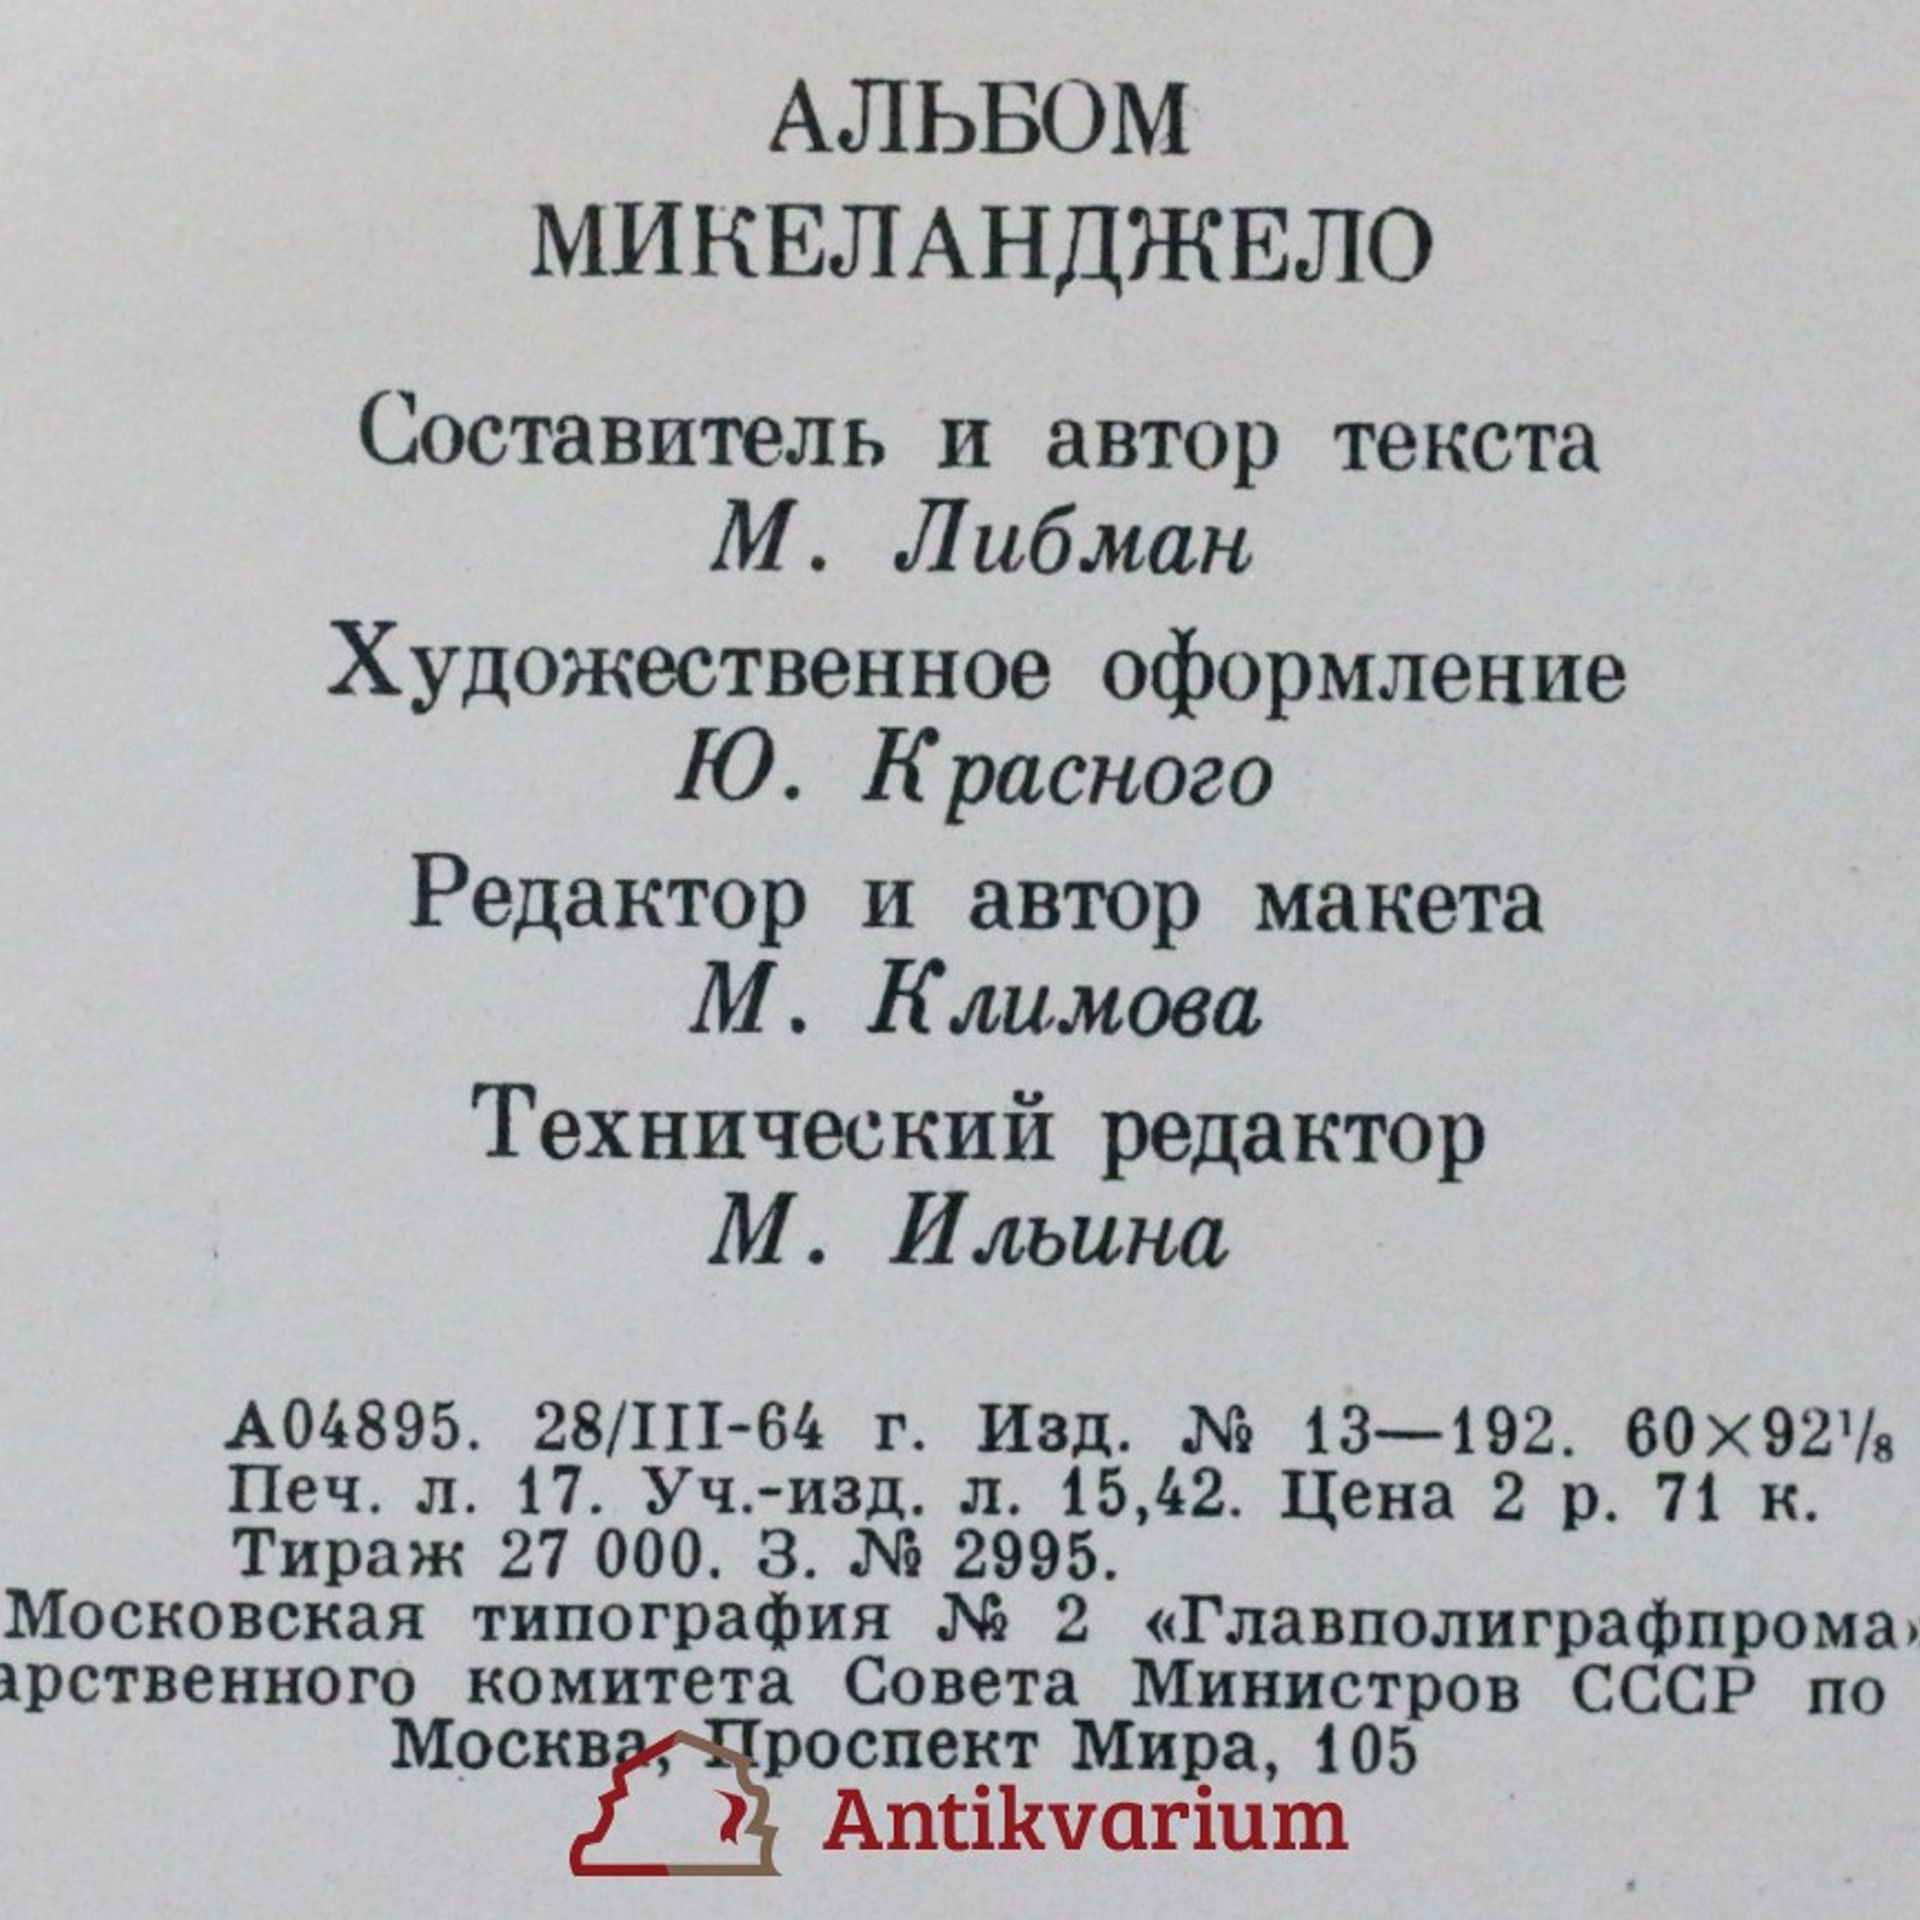 АЛЬБОМ
МИКЕЛАНДЖЕЛО
Составитель и автор текста
М. Либман
Художественное оформление
Ю. Красного
Редактор и автор макета
М. Климова
Технический редактор
М. Ильина
А04895. 28/III-64 г. Изд. № 13—192. 60×92¹/₈
Печ. л. 17. Уч.-изд. л. 15,42. Цена 2 р. 71 к.
Тираж 27 000. З. № 2995.
Московская типография № 2 «Главполиграфпрома»
арственного комитета Совета Министров СССР по
Москва, Проспект Мира, 105
Antikvarium